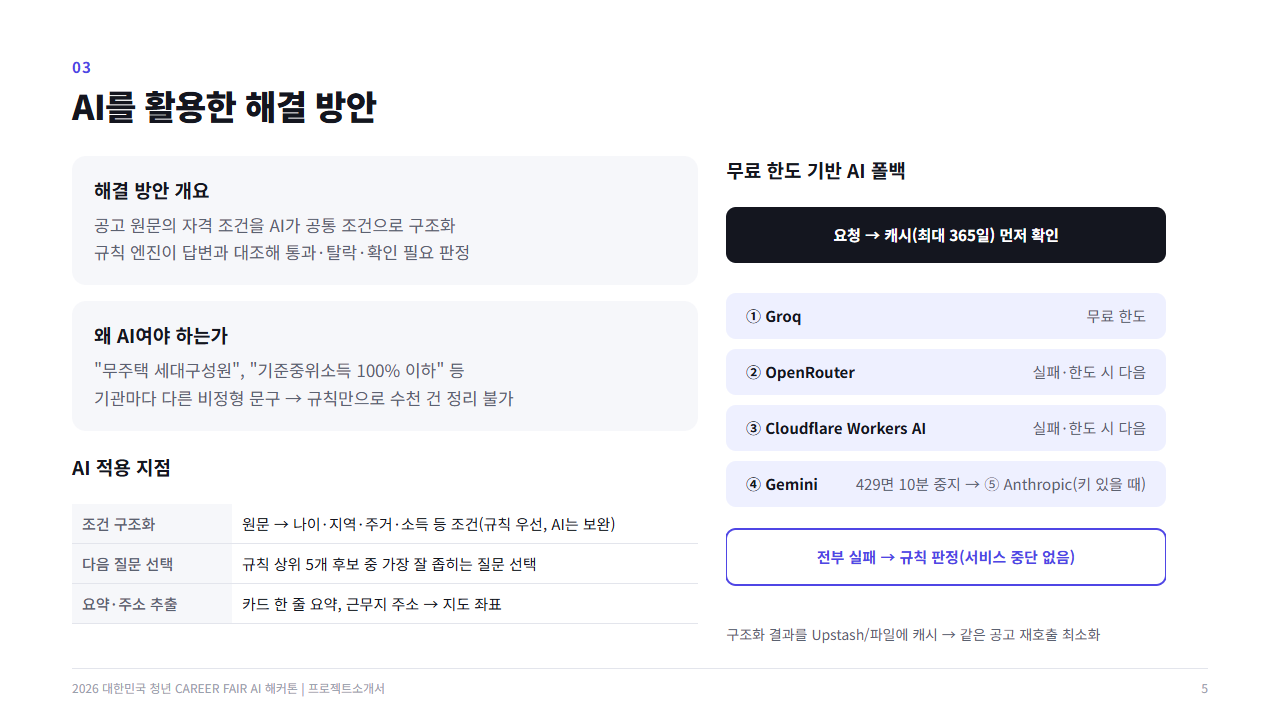 03
AI를 활용한 해결 방안
해결 방안 개요
공고 원문의 자격 조건을 AI가 공통 조건으로 구조화
규칙 엔진이 답변과 대조해 통과·탈락·확인 필요 판정
왜 AI여야 하는가
"무주택 세대구성원", "기준중위소득 100% 이하" 등
기관마다 다른 비정형 문구 → 규칙만으로 수천 건 정리 불가
AI 적용 지점
조건 구조화 원문 → 나이·지역·주거·소득 등 조건(규칙 우선, AI는 보완)
다음 질문 선택 규칙 상위 5개 후보 중 가장 잘 좁히는 질문 선택
요약·주소 추출 카드 한 줄 요약, 근무지 주소 → 지도 좌표
무료 한도 기반 AI 폴백
요청 → 캐시(최대 365일) 먼저 확인
① Groq 무료 한도
② OpenRouter 실패·한도 시 다음
③ Cloudflare Workers AI 실패·한도 시 다음
④ Gemini 429면 10분 중지 → ⑤ Anthropic(키 있을 때)
전부 실패 → 규칙 판정(서비스 중단 없음)
구조화 결과를 Upstash/파일에 캐시 → 같은 공고 재호출 최소화
2026 대한민국 청년 CAREER FAIR AI 해커톤 | 프로젝트소개서
5